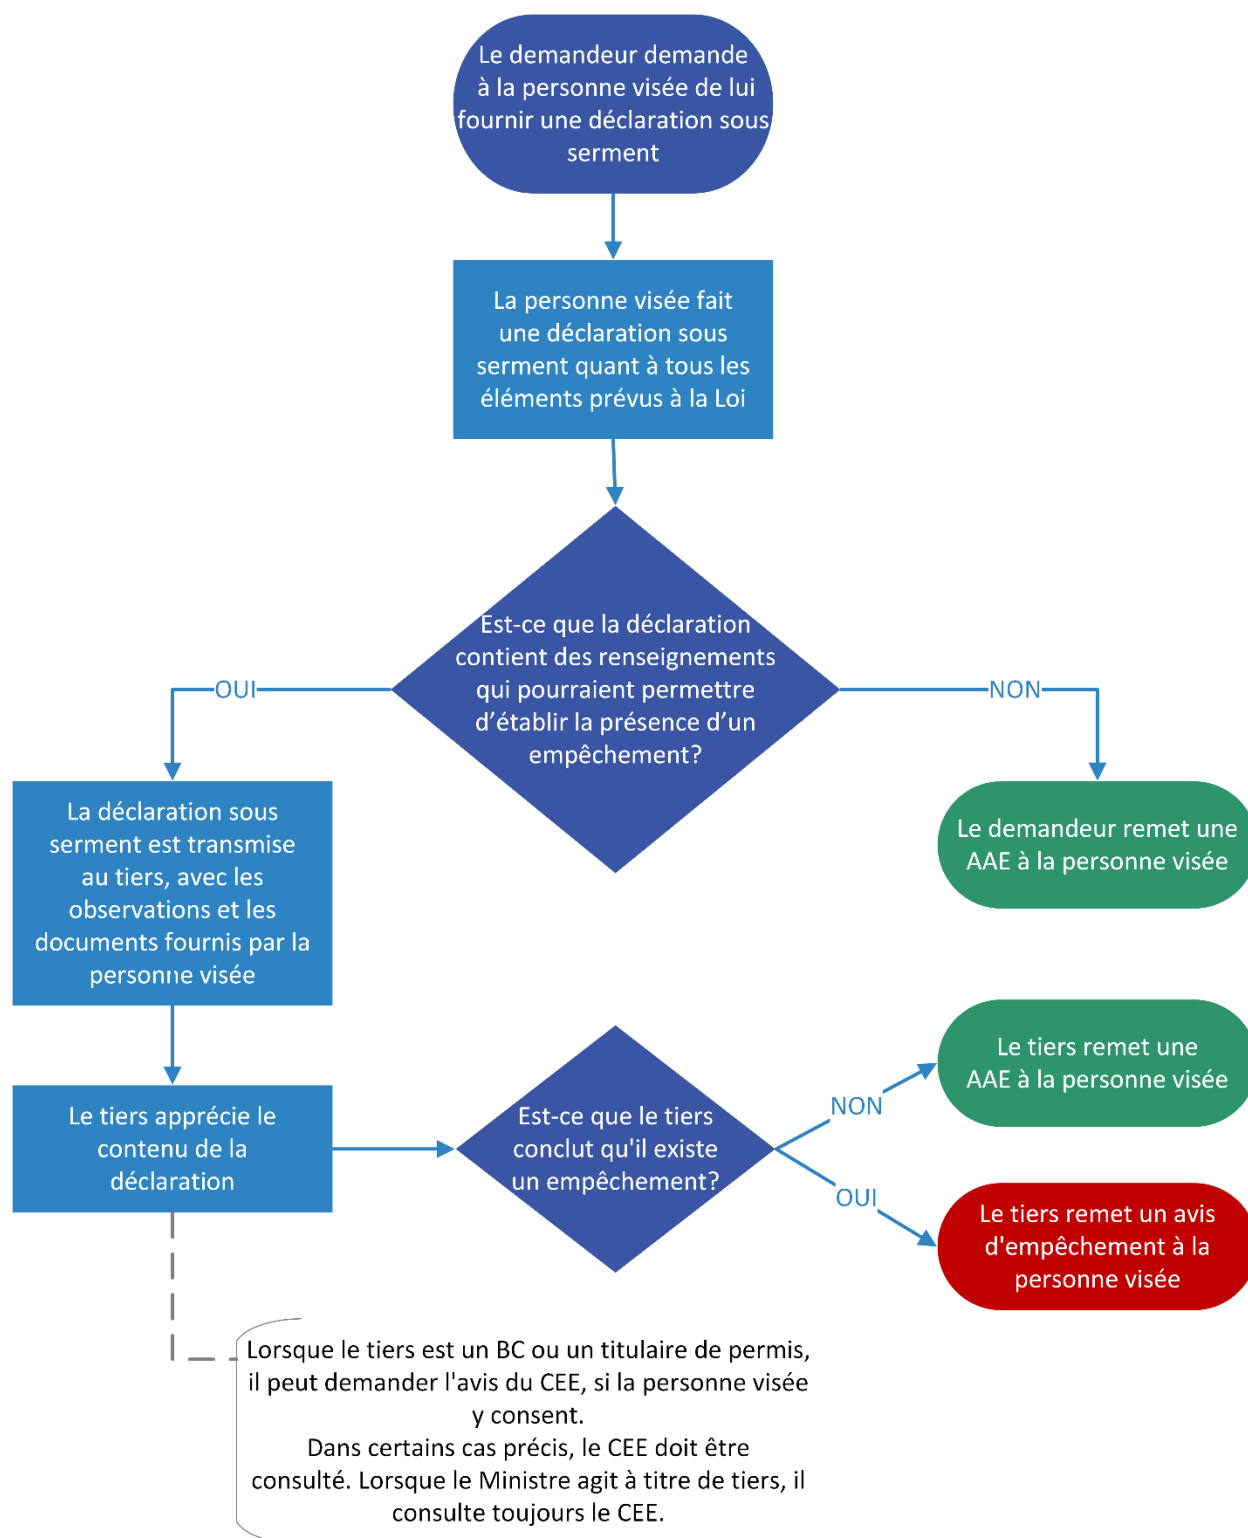 Le demandeur demande
à la personne visée de lui
fournir une déclaration sous
serment
La personne visée fait
une déclaration sous
serment quant à tous les
éléments prévus à la Loi
Est-ce que la déclaration
contient des renseignements
qui pourraient permettre
d’établir la présence d’un
empêchement?
OUI
NON
La déclaration sous
serment est transmise
au tiers, avec les
observations et les
documents fournis par la
personne visée
Le demandeur remet une
AAE à la personne visée
Le tiers apprécie le
contenu de la
déclaration
Est-ce que le tiers
conclut qu'il existe
un empêchement?
NON
OUI
Le tiers remet une
AAE à la personne visée
Le tiers remet un avis
d'empêchement à la
personne visée
Lorsque le tiers est un BC ou un titulaire de permis,
il peut demander l'avis du CEE, si la personne visée
y consent.
Dans certains cas précis, le CEE doit être
consulté. Lorsque le Ministre agit à titre de tiers, il
consulte toujours le CEE.